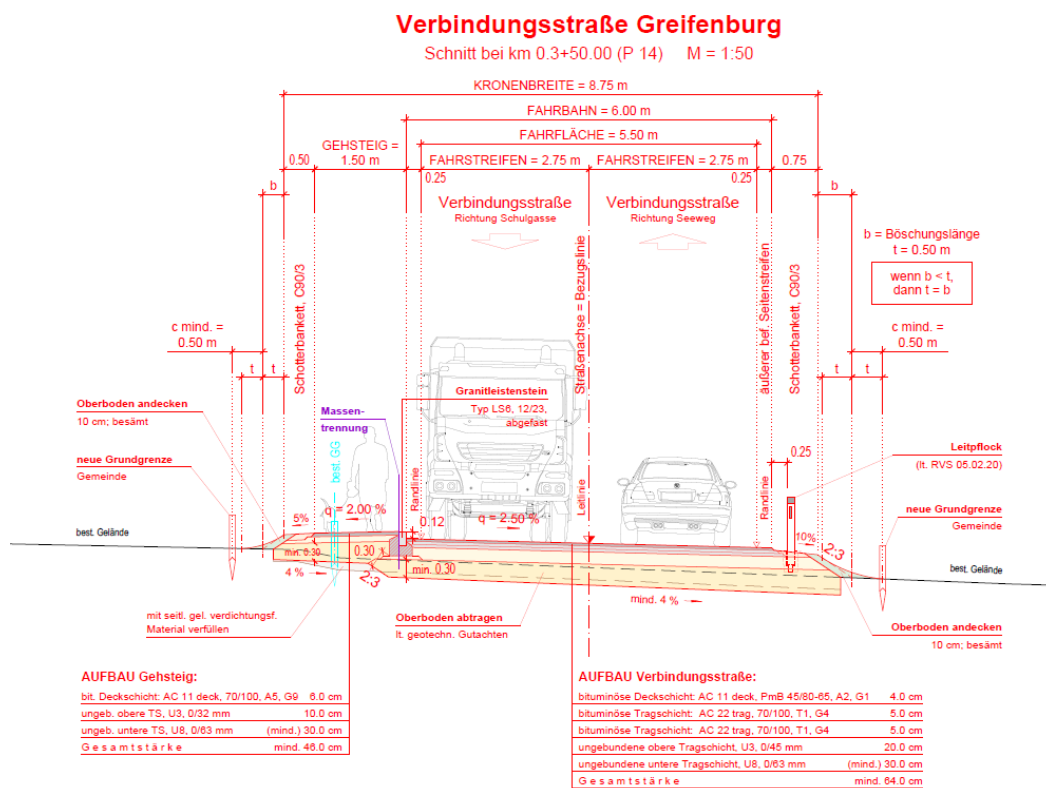 Verbindungsstraße Greifenburg
Schnitt bei km 0.3+50.00 (P 14) M = 1:50
KRONENBREITE = 8.75 m
FAHRBAHN = 6.00 m
FAHRFLÄCHE = 5.50 m
GEHSTEIG =
1.50 m
0.50
FAHRSTREIFEN = 2.75 m
FAHRSTREIFEN = 2.75 m
0.75
0.25
0.25
b
t
Verbindungsstraße
Richtung Schulgasse
Verbindungsstraße
Richtung Seeweg
b
t
b = Böschungslänge
t = 0.50 m
wenn b < t,
dann t = b
Schotterbankett, C90/3
Straßenachse = Bezugslinie
äußerer bef. Seitenstreifen
Schotterbankett, C90/3
c mind. =
0.50 m
t
t
c mind. =
0.50 m
t
t
Oberboden andecken
10 cm; besämt
Massen-
trennung
best. GG
Granitleistenstein
Typ LS6, 12/23,
abgefast
Leitpflock
(lt. RVS 05.02.20)
0.25
neue Grundgrenze
Gemeinde
Randlinie
Leitlinie
Randlinie
neue Grundgrenze
Gemeinde
q = 2.00 %
0.12
q = 2.50 %
5%
10%
2:3
best. Gelände
min. 0.30
0.30
min. 0.30
best. Gelände
4 %
2:3
mind. 4 %
mit seitl. gel. verdichtungsf.
Material verfüllen
Oberboden abtragen
lt. geotechn. Gutachten
Oberboden andecken
10 cm; besämt
AUFBAU Gehsteig:
bit. Deckschicht: AC 11 deck, 70/100, A5, G9 6.0 cm
ungeb. obere TS, U3, 0/32 mm 10.0 cm
ungeb. untere TS, U8, 0/63 mm (mind.) 30.0 cm
Gesamtstärke mind. 46.0 cm
AUFBAU Verbindungsstraße:
bituminöse Deckschicht: AC 11 deck, PmB 45/80-65, A2, G1 4.0 cm
bituminöse Tragschicht: AC 22 trag, 70/100, T1, G4 5.0 cm
bituminöse Tragschicht: AC 22 trag, 70/100, T1, G4 5.0 cm
ungebundene obere Tragschicht, U3, 0/45 mm 20.0 cm
ungebundene untere Tragschicht, U8, 0/63 mm (mind.) 30.0 cm
Gesamtstärke mind. 64.0 cm